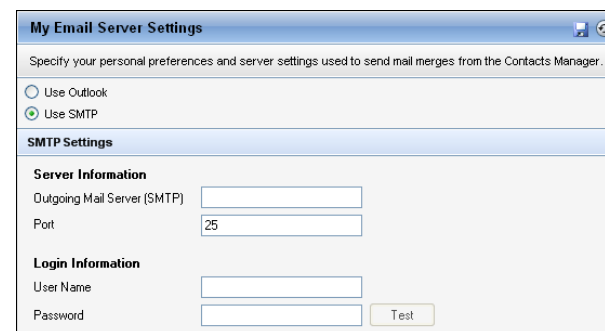 My Email Server Settings
Specify your personal preferences and server settings used to send mail merges from the Contacts Manager.
Use Outlook
Use SMTP
SMTP Settings
Server Information
Outgoing Mail Server (SMTP)
Port 25
Login Information
User Name
Password Test